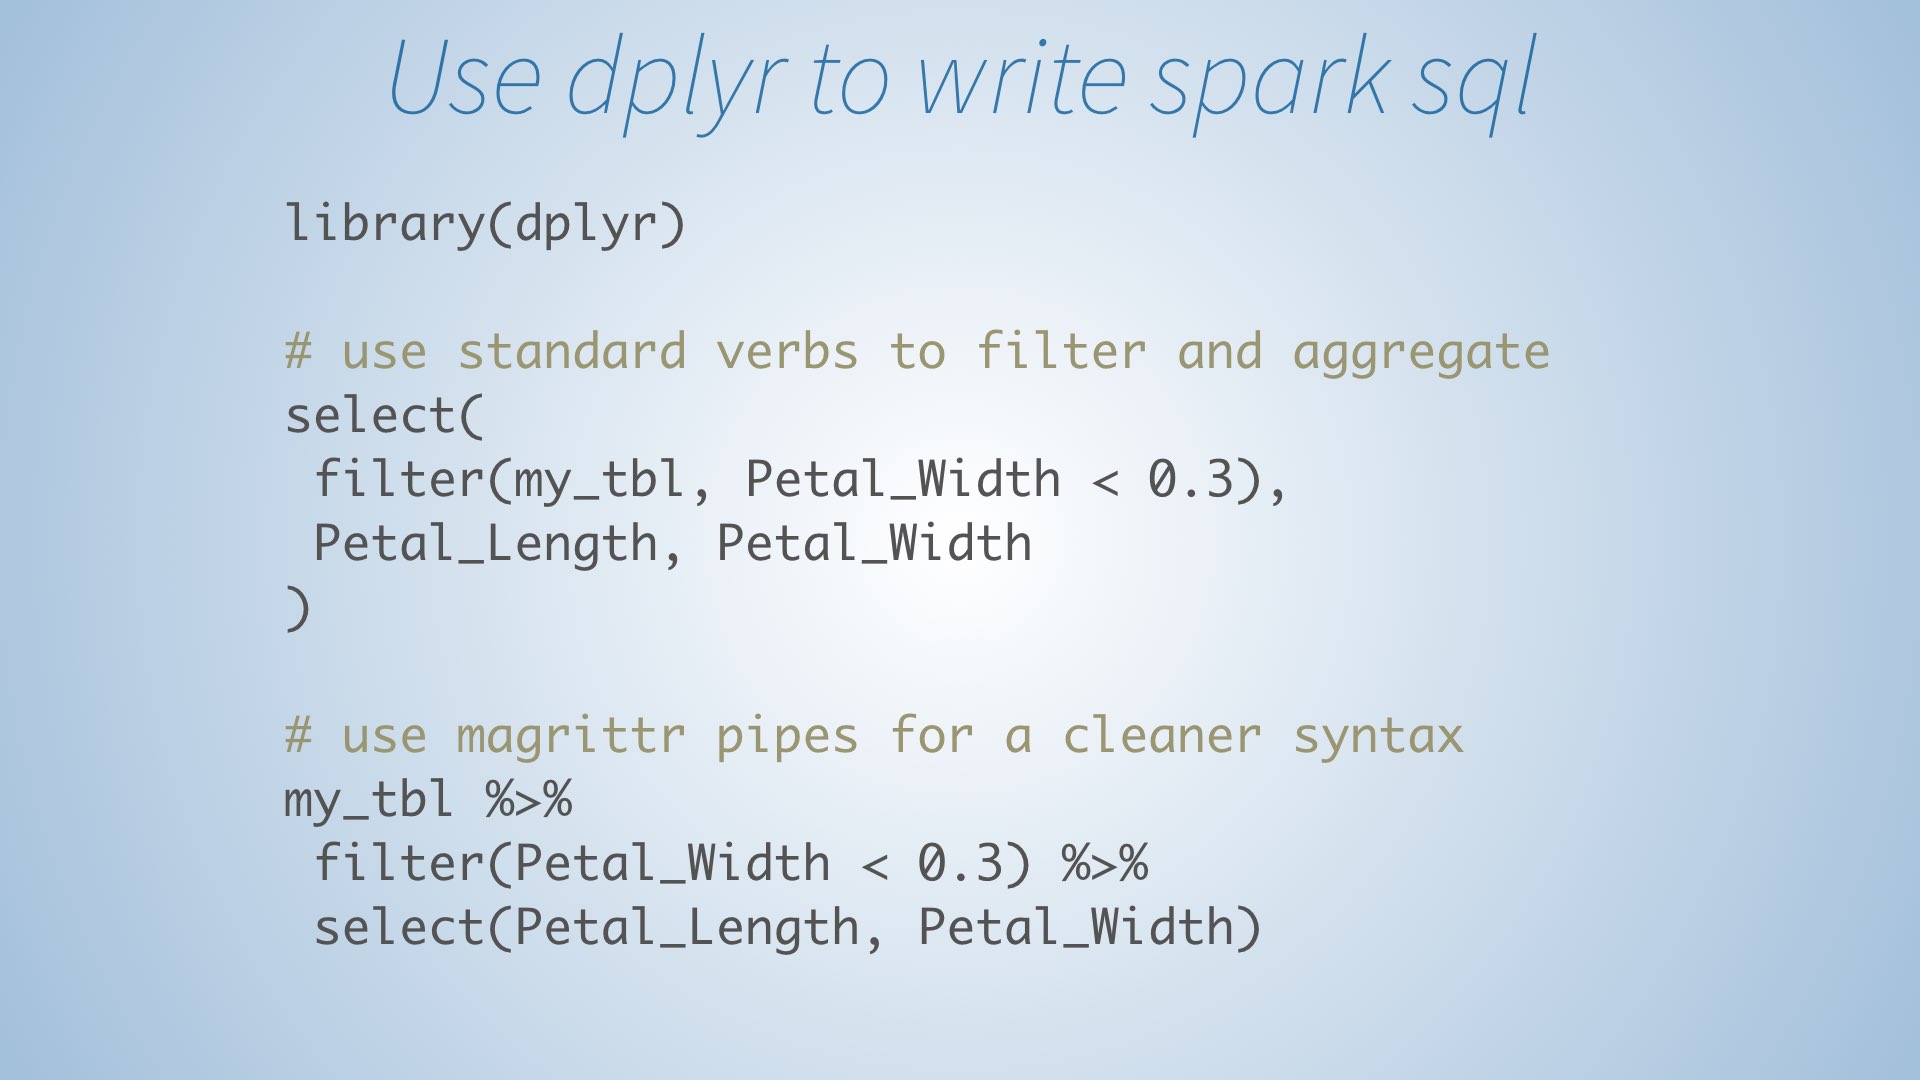 Use dplyr to write spark sql
library(dplyr)
# use standard verbs to filter and aggregate
select(
filter(my_tbl, Petal_Width < 0.3),
Petal_Length, Petal_Width
)
# use magrittr pipes for a cleaner syntax
my_tbl %>%
filter(Petal_Width < 0.3) %>%
select(Petal_Length, Petal_Width)